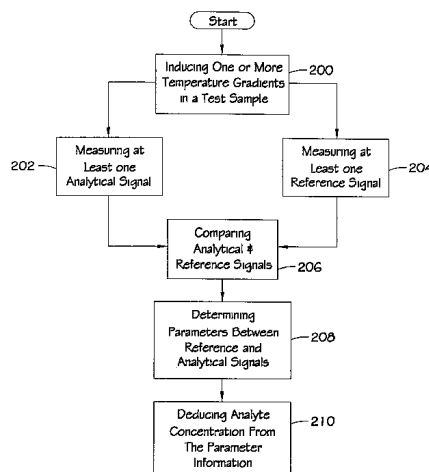 Start
Inducing One or More
Temperature Gradients
in a Test Sample
200
202
Measuring at
Least one
Analytical Signal
Measuring at
Least one
Reference Signal
204
Comparing
Analytical &
Reference Signals
206
Determining
Parameters Between
Reference and
Analytical Signals
208
Deducing Analyte
Concentration From
The Parameter
Information
210